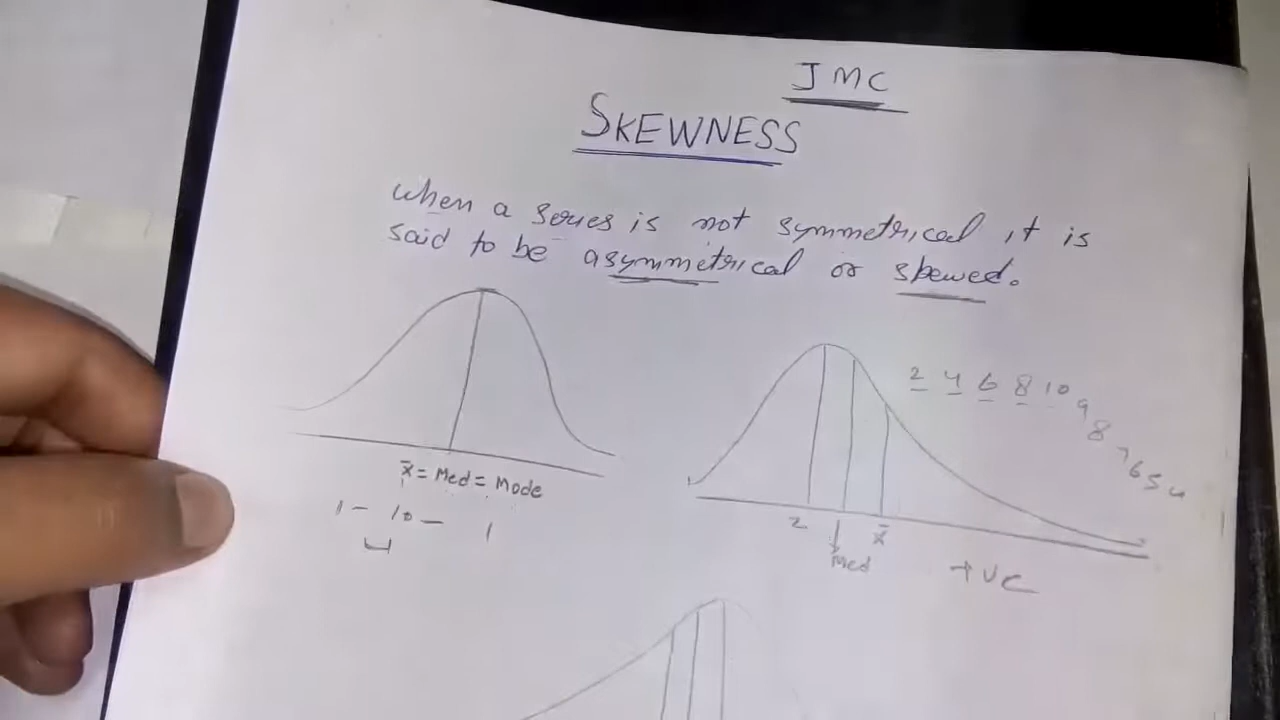 JMC
SKEWNESS
When a series is not symmetrical it is
said to be asymmetrical or skewed.
x̄ = Med = Mode
1 - 10 - 1
2 4 6 8 10 9 8 7 6 5 4
Z
Med
x̄
+ve